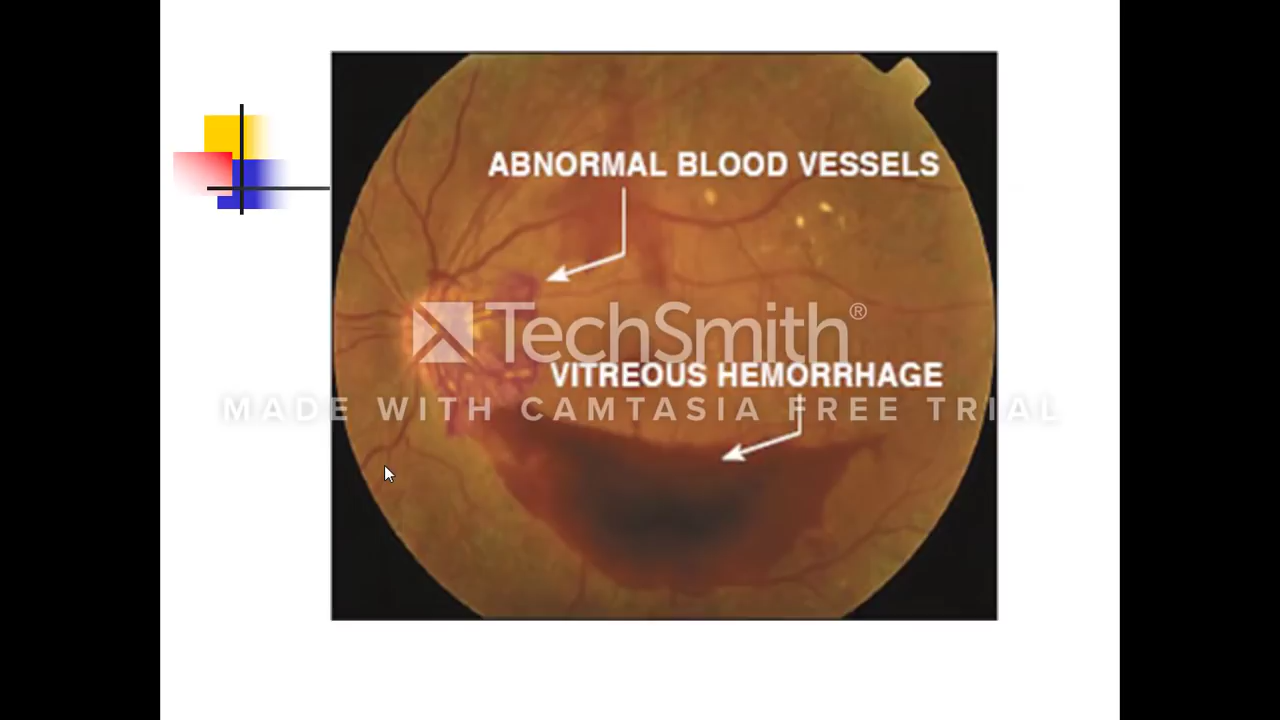 ABNORMAL BLOOD VESSELS
TechSmith®
VITREOUS HEMORRHAGE
MADE WITH CAMTASIA FREE TRIAL